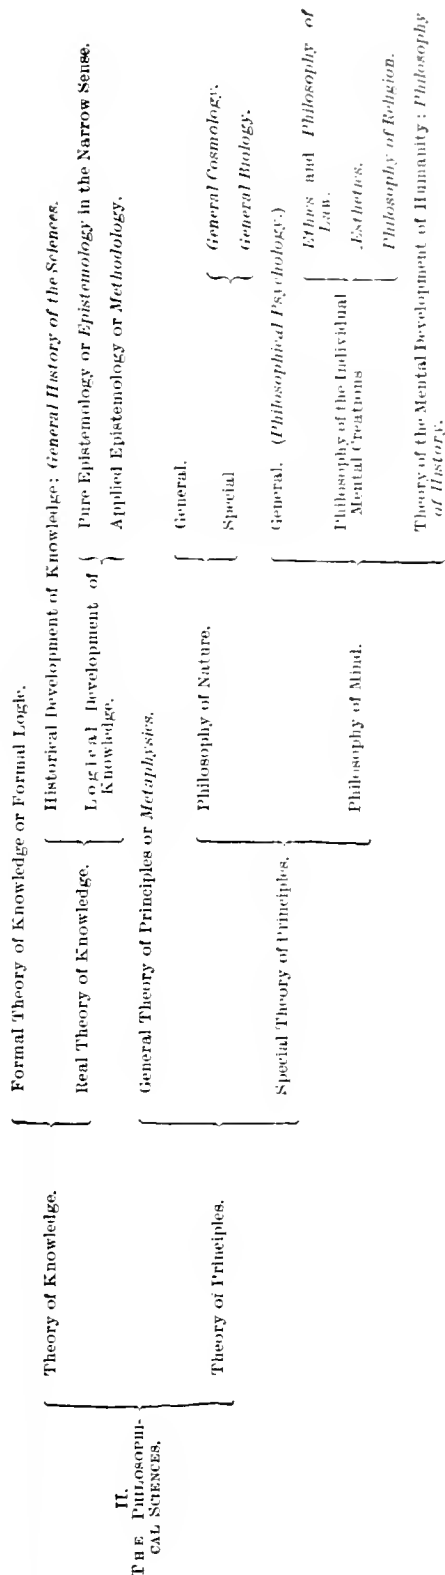 II.
THE PHILOSOPHI-
CAL SCIENCES.
Theory of Knowledge.
Formal Theory of Knowledge or Formal Logic.
Real Theory of Knowledge.
Historical Development of Knowledge: General History of the Sciences.
Logical Development of
Knowledge.
Pure Epistemology or Epistemology in the Narrow Sense.
Applied Epistemology or Methodology.
Theory of Principles.
General Theory of Principles or Metaphysics.
Special Theory of Principles.
Philosophy of Nature.
General.
Special
General Cosmology.
General Biology.
Philosophy of Mind.
General. (Philosophical Psychology.)
Philosophy of the Individual
Mental Creations
Ethics and Philosophy of
Law.
Æsthetics.
Philosophy of Religion.
Theory of the Mental Development of Humanity: Philosophy
of History.